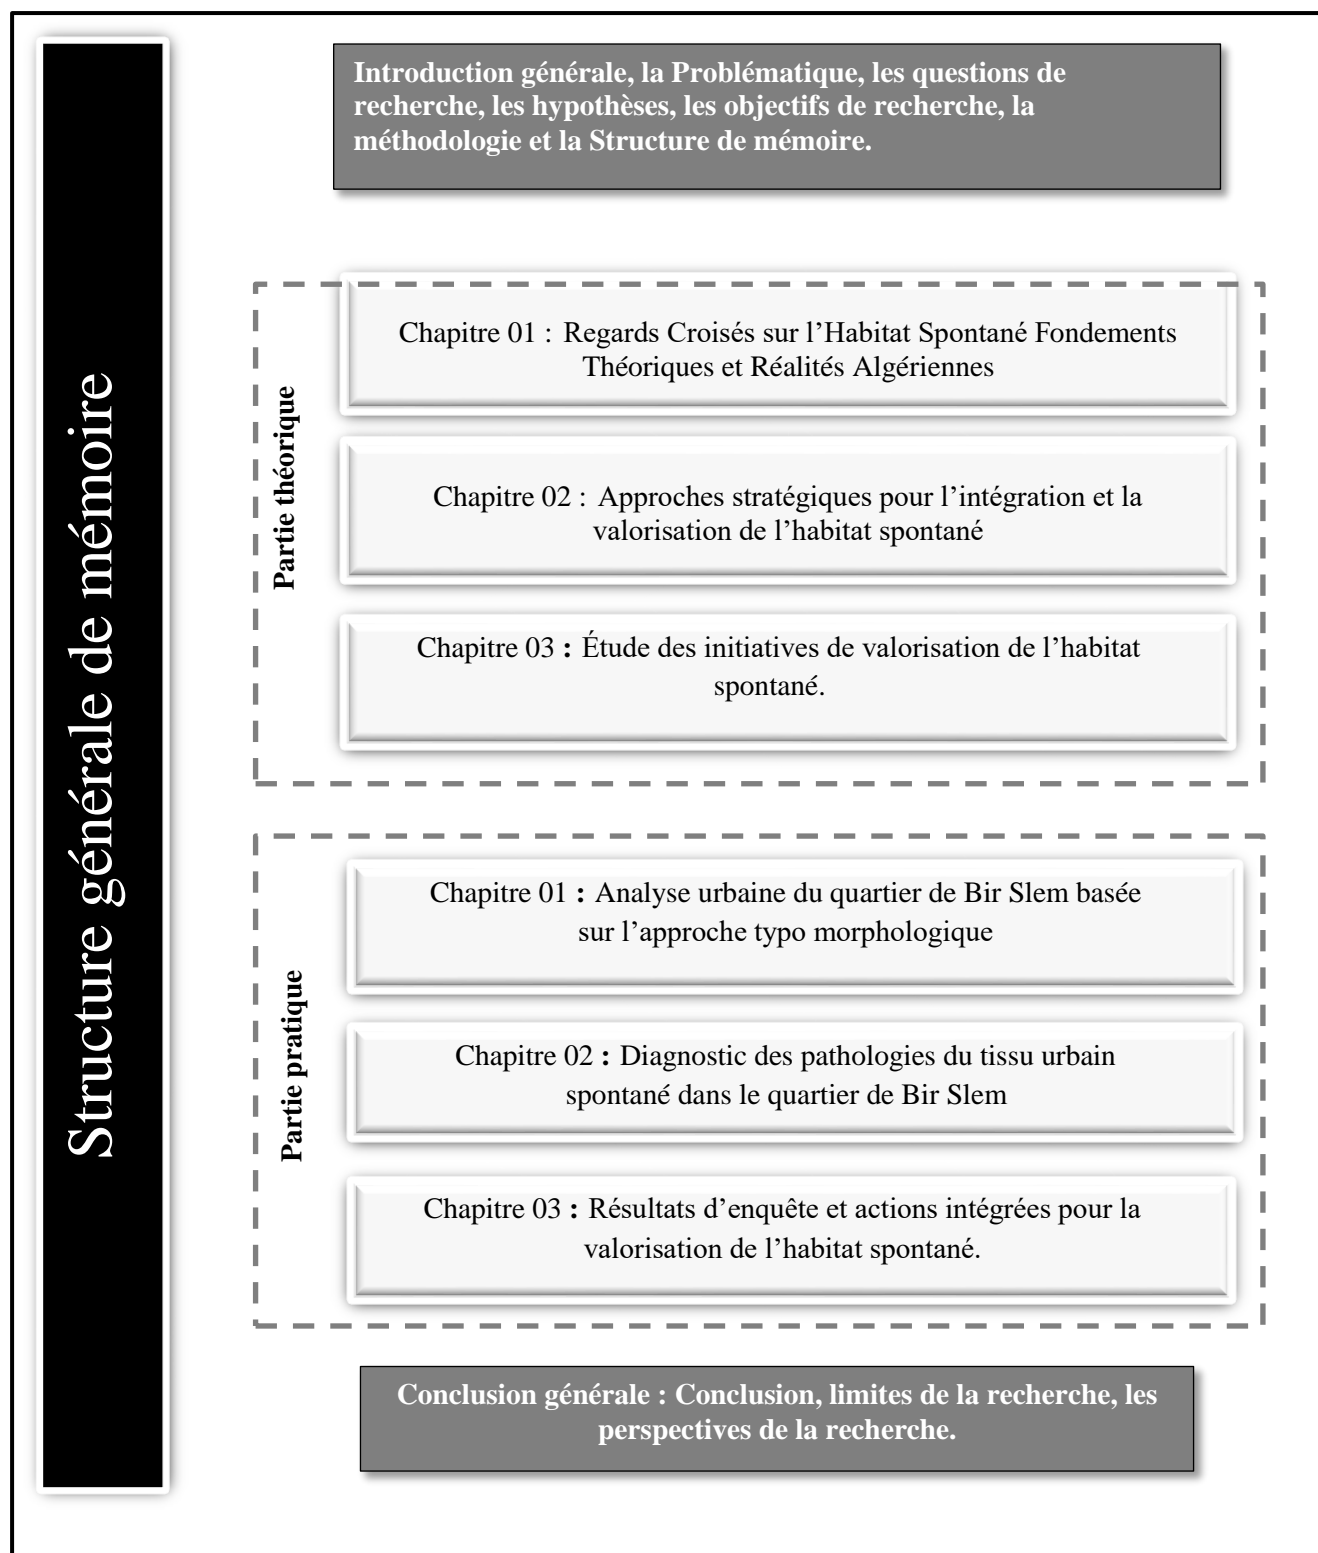 Structure générale de mémoire
Introduction générale, la Problématique, les questions de
recherche, les hypothèses, les objectifs de recherche, la
méthodologie et la Structure de mémoire.
Partie théorique
Chapitre 01 : Regards Croisés sur l’Habitat Spontané Fondements
Théoriques et Réalités Algériennes
Chapitre 02 : Approches stratégiques pour l’intégration et la
valorisation de l’habitat spontané
Chapitre 03 : Étude des initiatives de valorisation de l’habitat
spontané.
Partie pratique
Chapitre 01 : Analyse urbaine du quartier de Bir Slem basée
sur l’approche typo morphologique
Chapitre 02 : Diagnostic des pathologies du tissu urbain
spontané dans le quartier de Bir Slem
Chapitre 03 : Résultats d’enquête et actions intégrées pour la
valorisation de l’habitat spontané.
Conclusion générale : Conclusion, limites de la recherche, les
perspectives de la recherche.